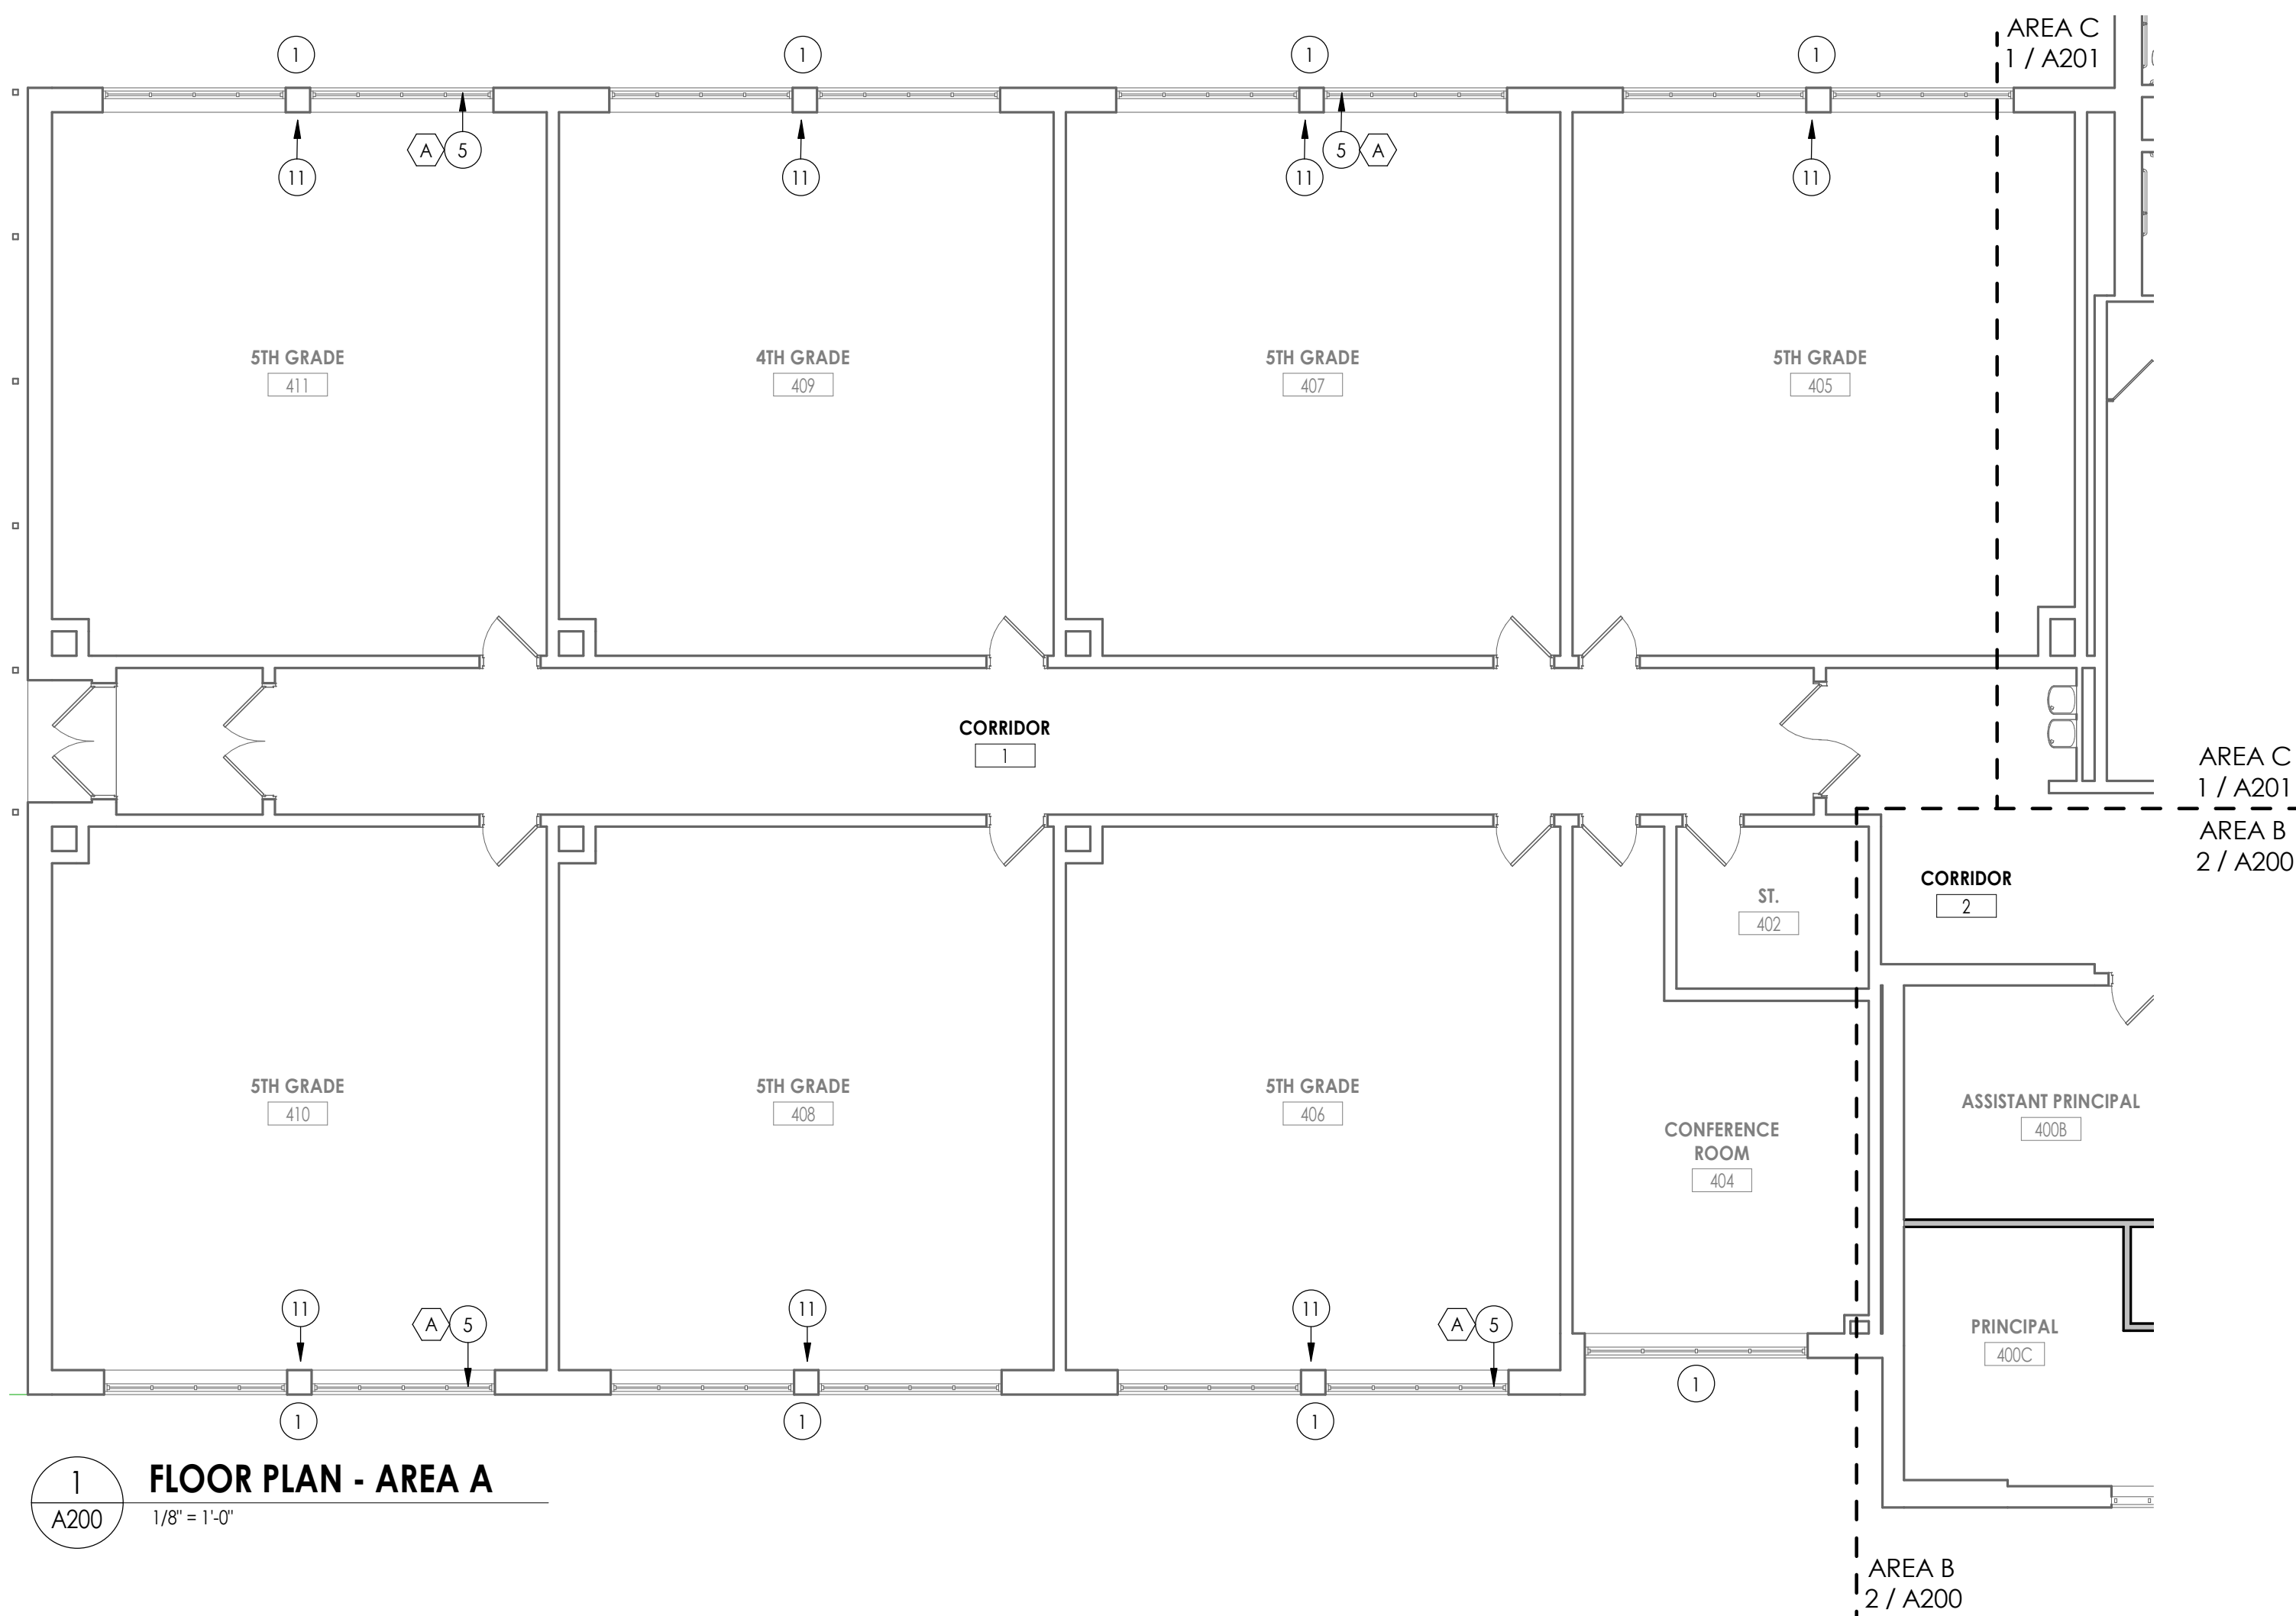 AREA C
1 / A201
1
1
1
1
A
5
5
A
11
11
11
11
5TH GRADE
4TH GRADE
5TH GRADE
5TH GRADE
411
409
407
405
CORRIDOR
1
AREA C
1 / A201
AREA B
2 / A200
CORRIDOR
2
ST.
402
5TH GRADE
5TH GRADE
5TH GRADE
410
408
406
ASSISTANT PRINCIPAL
400B
CONFERENCE
ROOM
404
11
11
11
A
5
A
5
PRINCIPAL
400C
1
1
1
1
1
A200
FLOOR PLAN - AREA A
1/8" = 1'-0"
AREA B
2 / A200